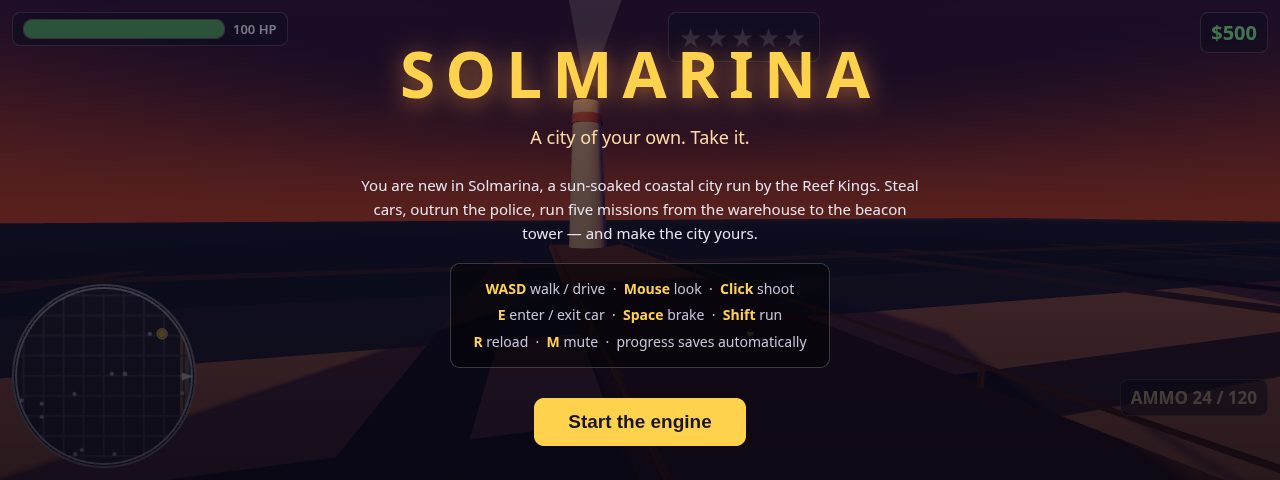 100 HP
★★★★★
$500
SOLMARINA
A city of your own. Take it.
You are new in Solmarina, a sun-soaked coastal city run by the Reef Kings. Steal
cars, outrun the police, run five missions from the warehouse to the beacon
tower — and make the city yours.
WASD walk / drive · Mouse look · Click shoot
E enter / exit car · Space brake · Shift run
R reload · M mute · progress saves automatically
AMMO 24 / 120
Start the engine